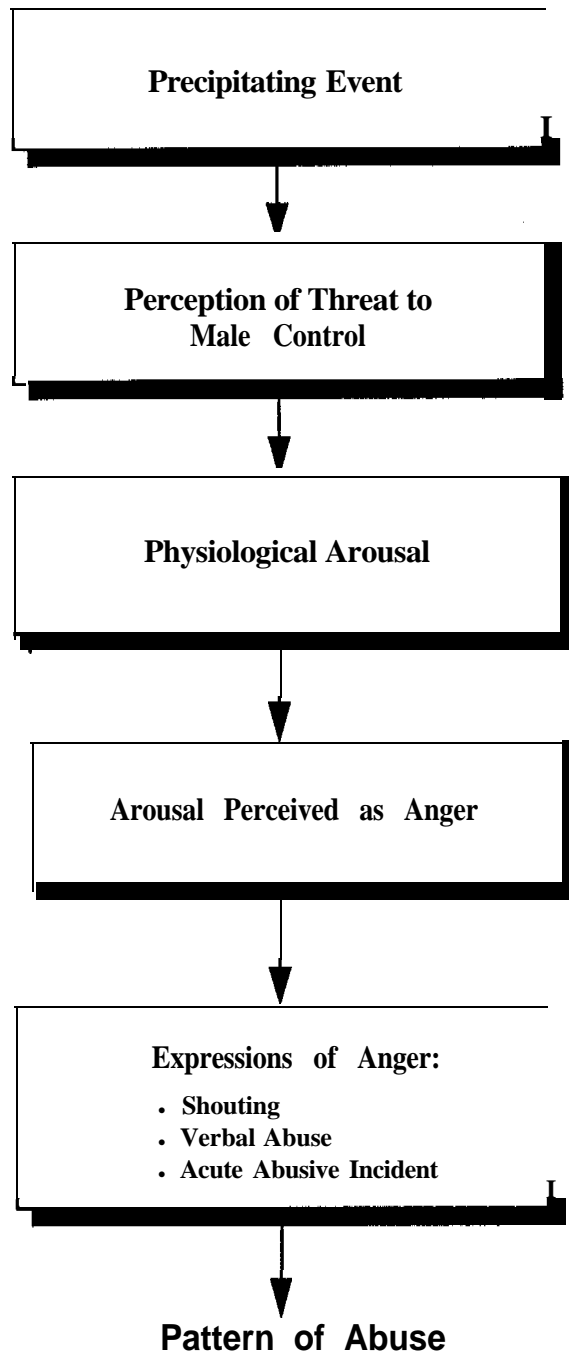 Precipitating Event
Perception of Threat to
Male Control
Physiological Arousal
Arousal Perceived as Anger
Expressions of Anger:
• Shouting
• Verbal Abuse
• Acute Abusive Incident
Pattern of Abuse